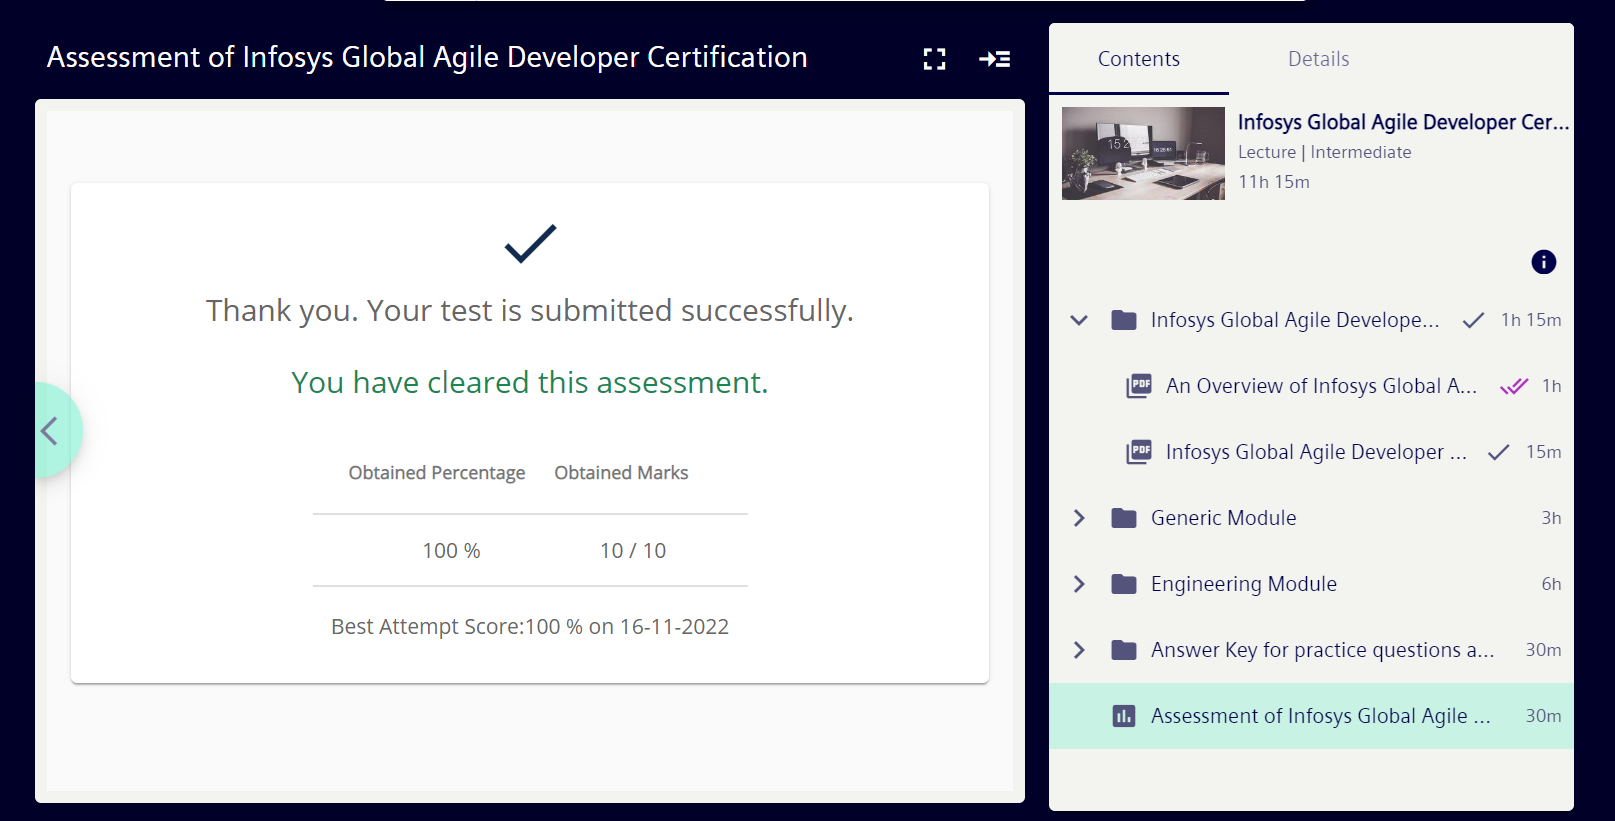 Assessment of Infosys Global Agile Developer Certification
Thank you. Your test is submitted successfully.
You have cleared this assessment.
Obtained Percentage Obtained Marks
100 % 10 / 10
Best Attempt Score:100 % on 16-11-2022
Contents Details
Infosys Global Agile Developer Cer...
Lecture | Intermediate
11h 15m
Infosys Global Agile Develope... 1h 15m
PDF An Overview of Infosys Global A... 1h
PDF Infosys Global Agile Developer ... 15m
Generic Module 3h
Engineering Module 6h
Answer Key for practice questions a... 30m
Assessment of Infosys Global Agile ... 30m